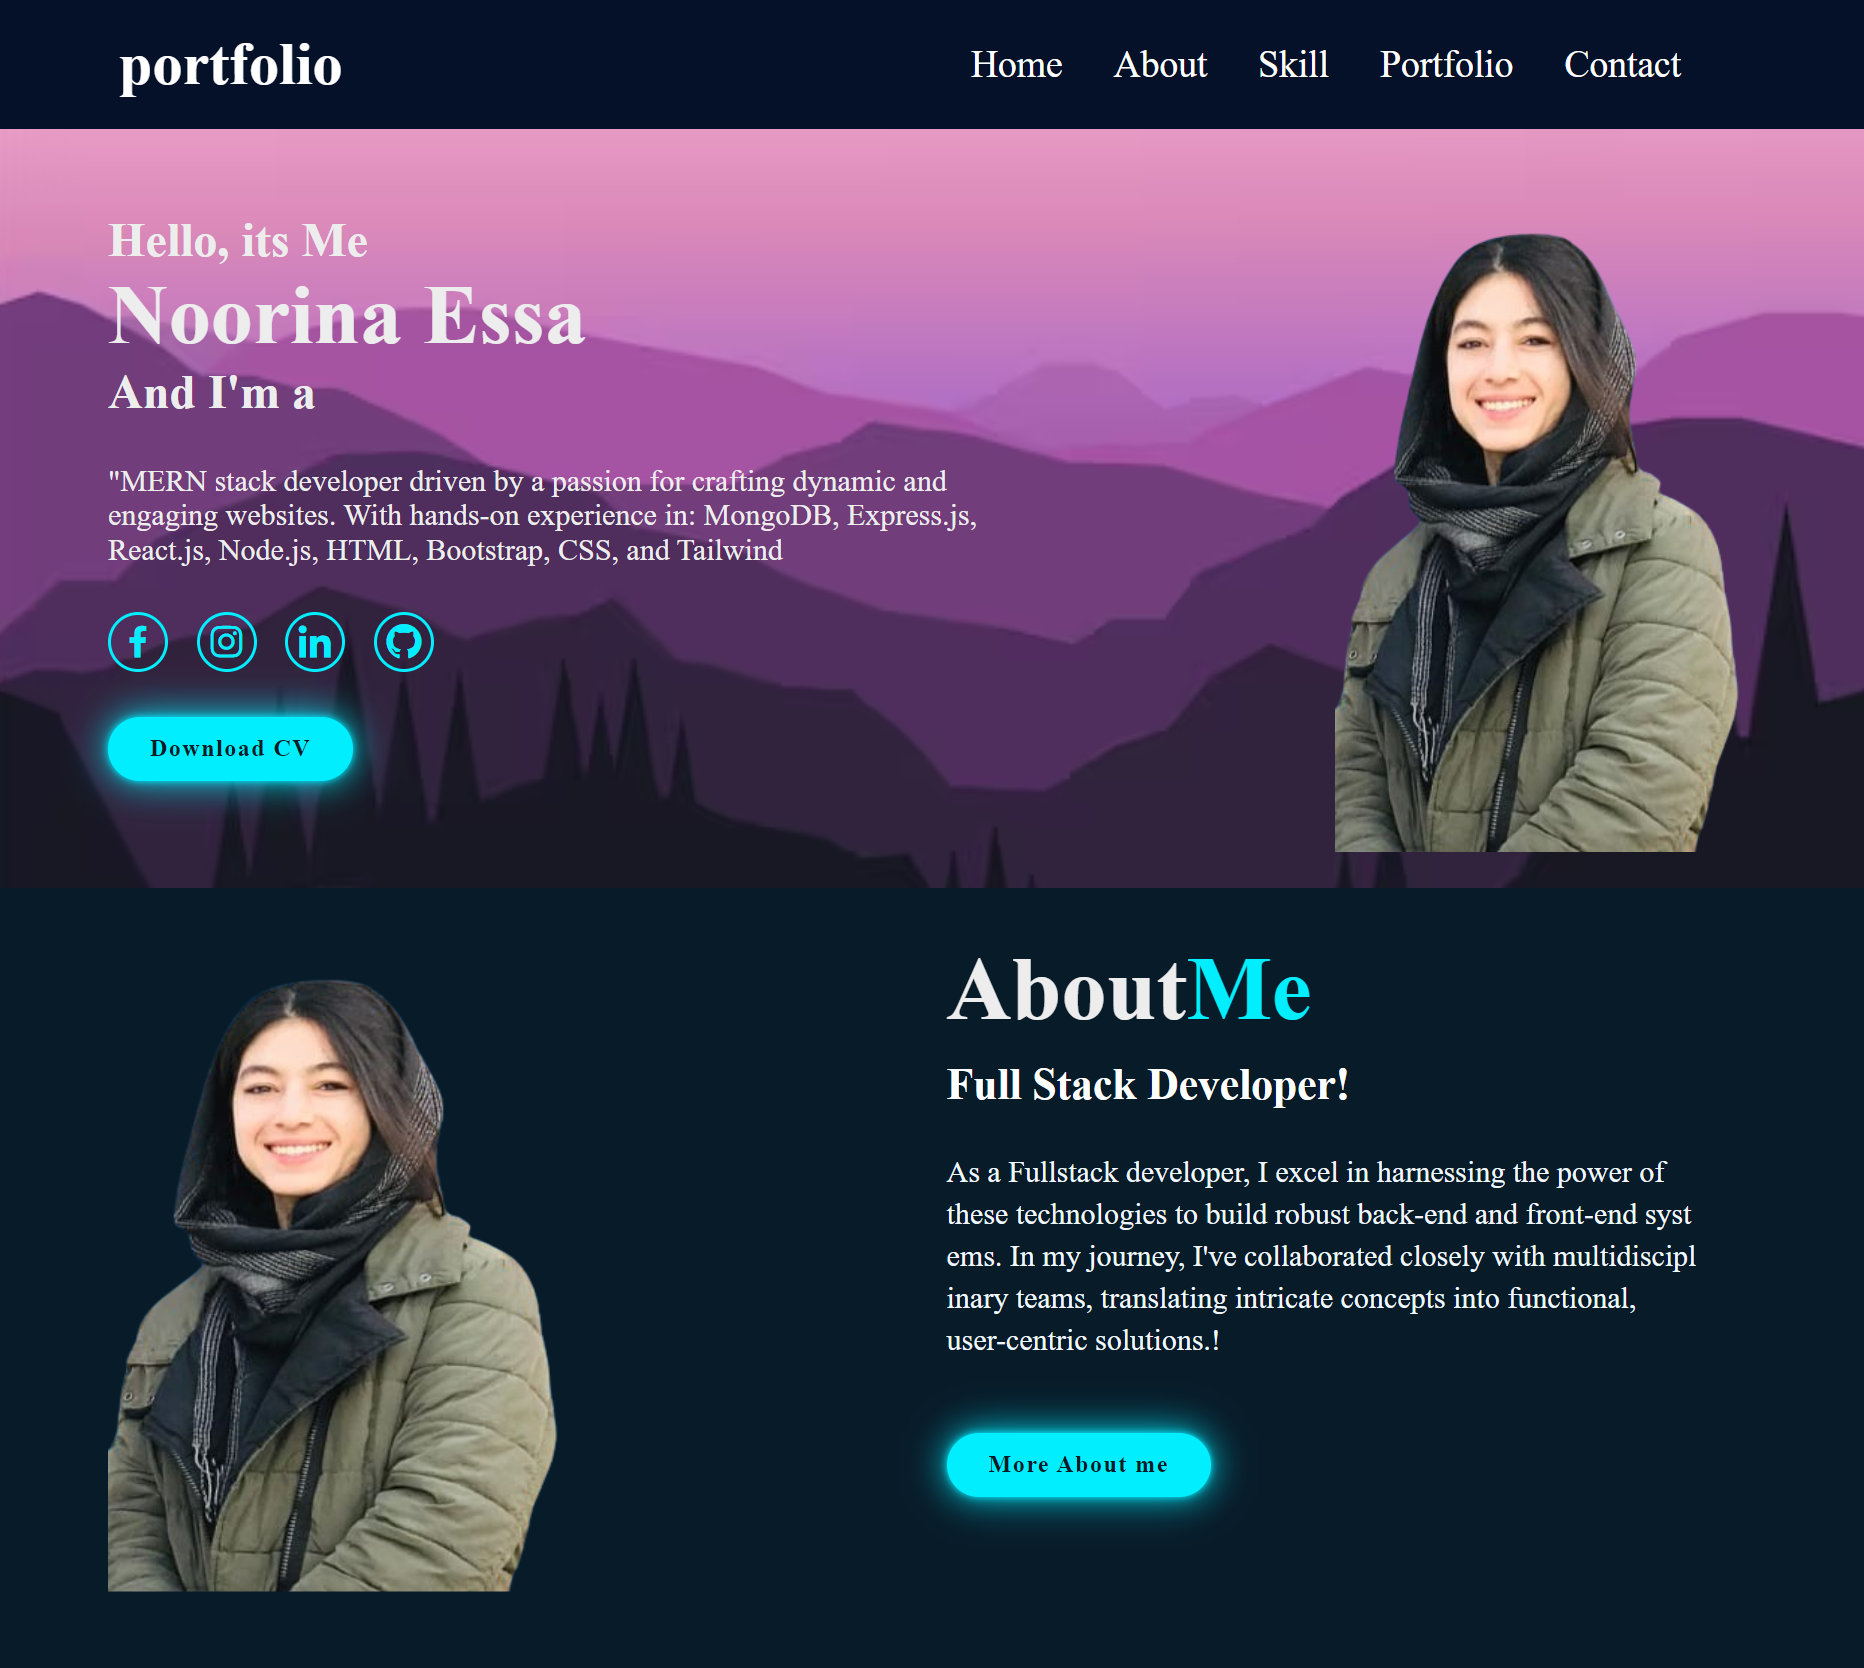 portfolio
Home About Skill Portfolio Contact
Hello, its Me
Noorina Essa
And I'm a
"MERN stack developer driven by a passion for crafting dynamic and
engaging websites. With hands-on experience in: MongoDB, Express.js,
React.js, Node.js, HTML, Bootstrap, CSS, and Tailwind
Download CV
AboutMe
Full Stack Developer!
As a Fullstack developer, I excel in harnessing the power of
these technologies to build robust back-end and front-end syst
ems. In my journey, I've collaborated closely with multidiscipl
inary teams, translating intricate concepts into functional,
user-centric solutions.!
More About me